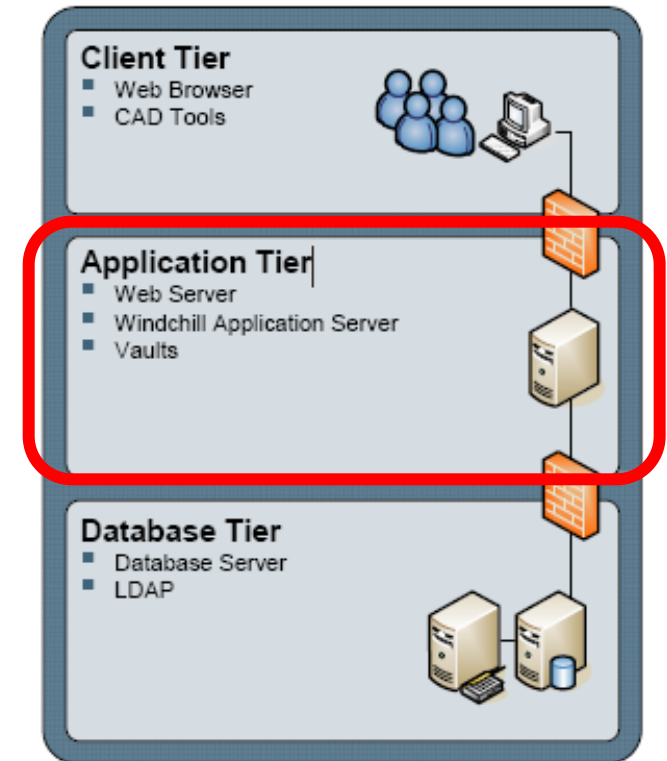 Client Tier
Web Browser
CAD Tools
Application Tier
Web Server
Windchill Application Server
Vaults
Database Tier
Database Server
LDAP